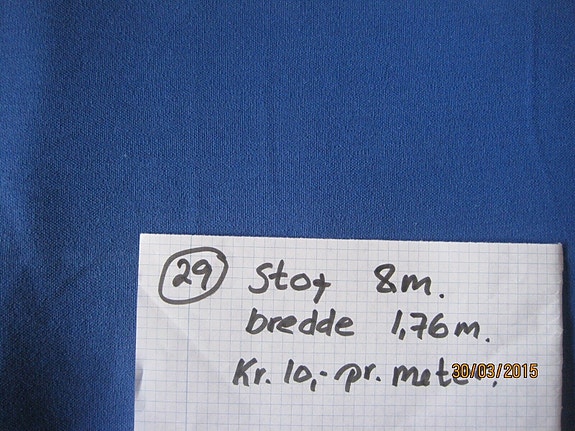 29 Stof 8m.
bredde 1,76m.
Kr. 10,- pr. meter.
30/03/2015